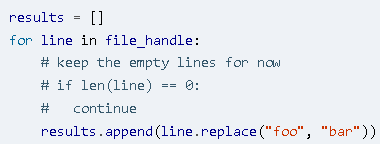 results = []
for line in file_handle:
    # keep the empty lines for now
    # if len(line) == 0:
    #   continue
    results.append(line.replace("foo", "bar"))